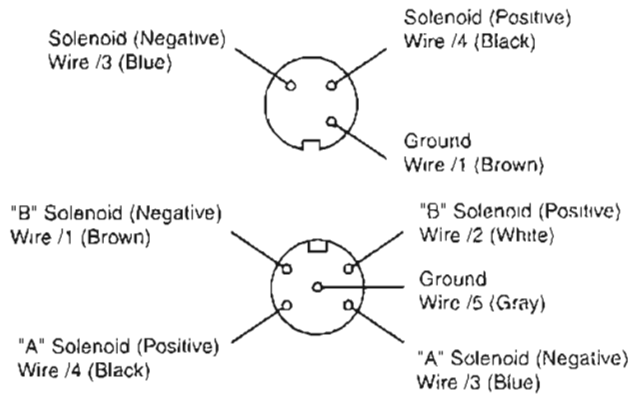 Solenoid (Negative)
Wire /3 (Blue)
Solenoid (Positive)
Wire /4 (Black)
Ground
Wire /1 (Brown)
"B" Solenoid (Negative)
Wire /1 (Brown)
"B" Solenoid (Positive)
Wire /2 (White)
Ground
Wire /5 (Gray)
"A" Solenoid (Positive)
Wire /4 (Black)
"A" Solenoid (Negative)
Wire /3 (Blue)